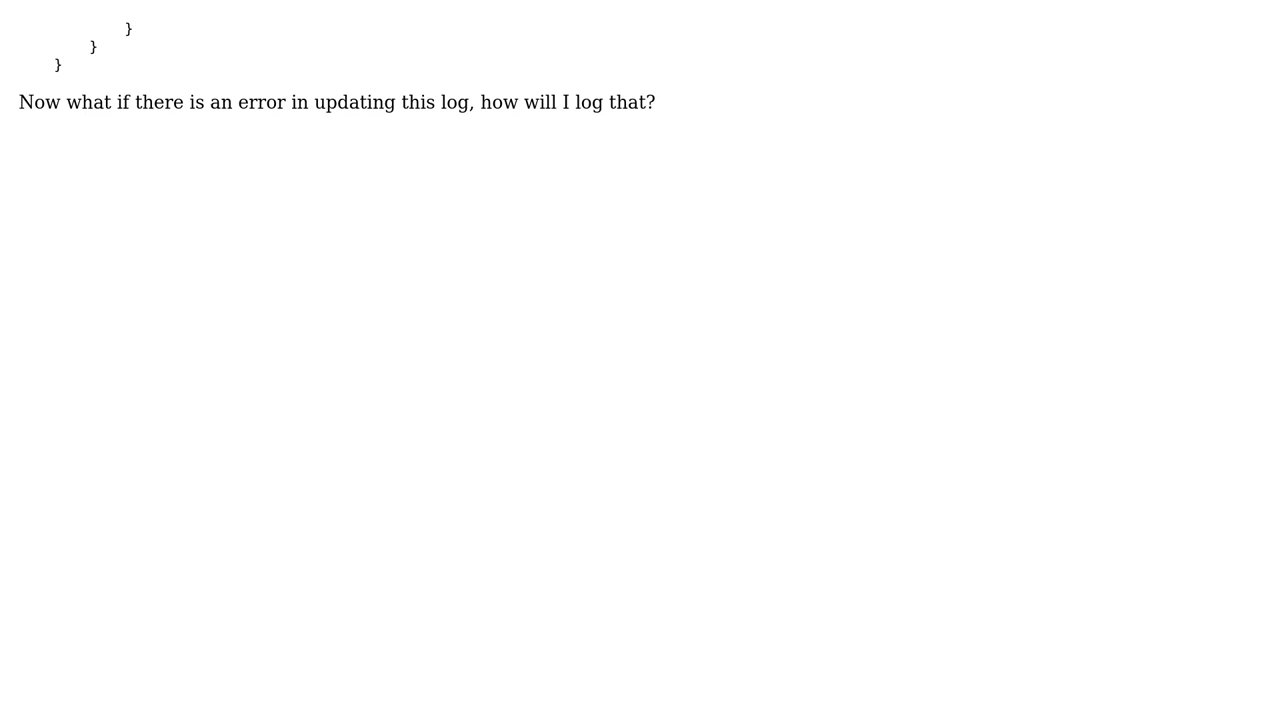 }
        }
    }
Now what if there is an error in updating this log, how will I log that?